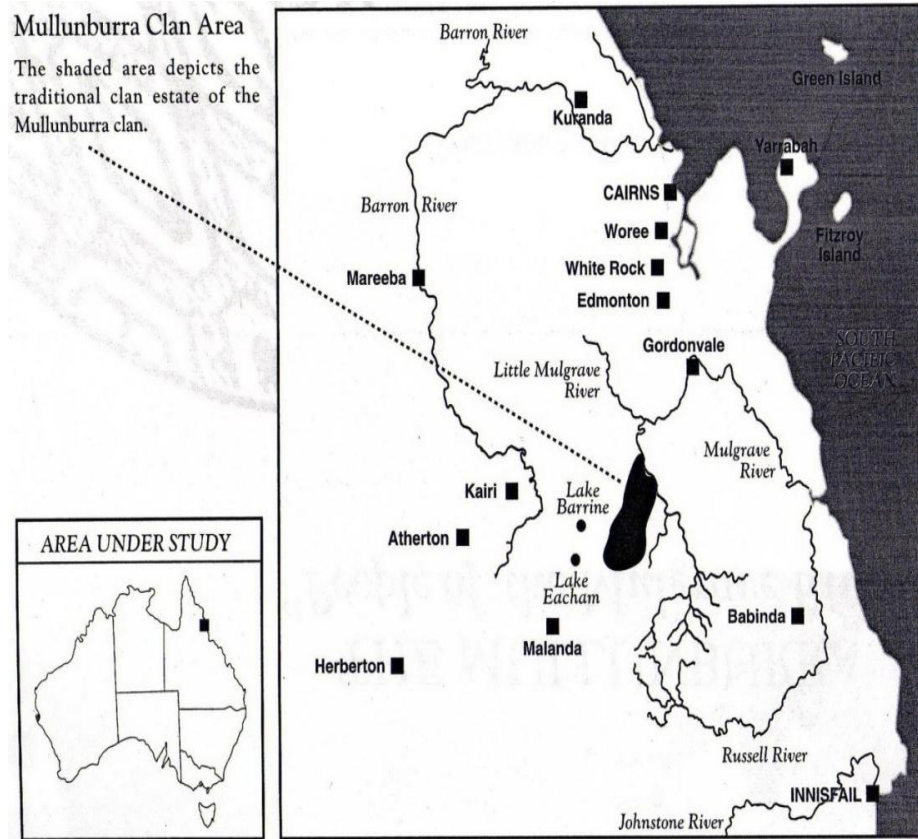 Mullunburra Clan Area
The shaded area depicts the
traditional clan estate of the
Mullunburra clan.
Barron River
Green Island
Kuranda
Yarrabah
CAIRNS
Barron River
Woree
Fitzroy
Island
White Rock
Mareeba
Edmonton
SOUTH
PACIFIC
OCEAN
Gordonvale
Little Mulgrave
River
Mulgrave
River
Kairi
Lake
Barrine
Atherton
Lake
Eacham
Babinda
Malanda
Herberton
Russell River
INNISFAIL
Johnstone River
AREA UNDER STUDY